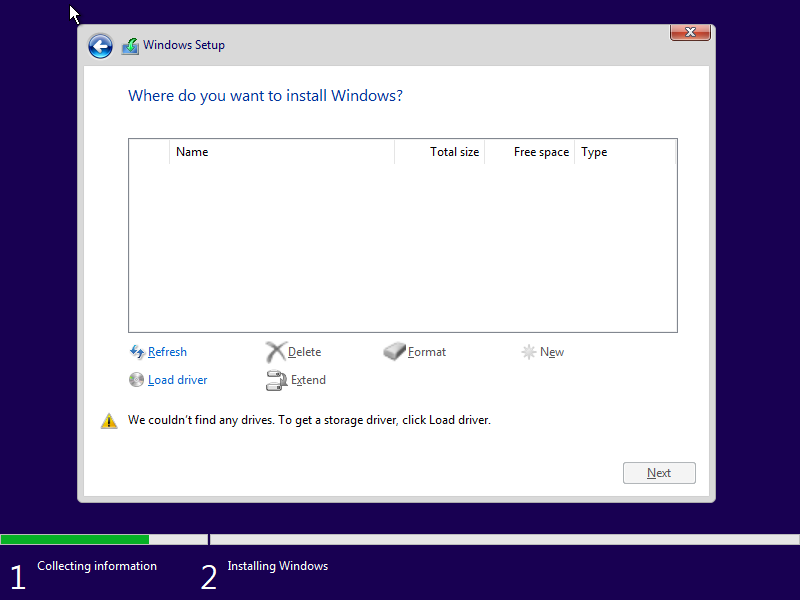 Windows Setup
Where do you want to install Windows?
Name Total size Free space Type
Refresh Delete Format New
Load driver Extend
We couldn't find any drives. To get a storage driver, click Load driver.
Next
1 Collecting information 2 Installing Windows